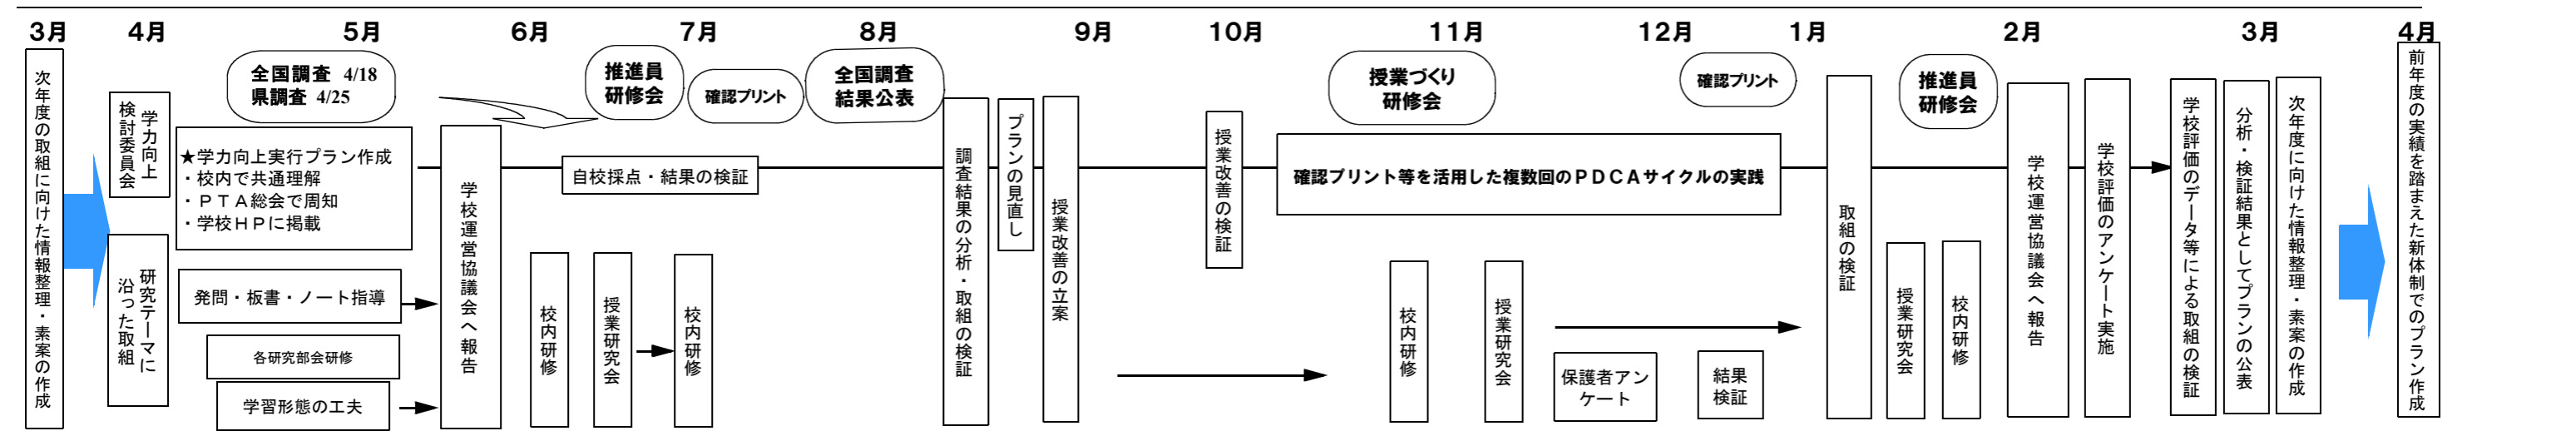 3月
4月
5月
6月
7月
8月
9月
10月
11月
12月
1月
2月
3月
4月
次年度の取組に向けた情報整理・素案の作成
学力向上
検討委員会
研究テーマに
沿った取組
全国調査 4/18
県調査 4/25
★学力向上実行プラン作成
・校内で共通理解
・ＰＴＡ総会で周知
・学校ＨＰに掲載
発問・板書・ノート指導
各研究部会研修
学習形態の工夫
学校運営協議会へ報告
推進員
研修会
確認プリント
自校採点・結果の検証
校内研修
授業研究会
校内研修
全国調査
結果公表
調査結果の分析・取組の検証
プランの見直し
授業改善の立案
授業改善の検証
授業づくり
研修会
確認プリント等を活用した複数回のＰＤＣＡサイクルの実践
校内研修
授業研究会
保護者アン
ケート
結果
検証
確認プリント
取組の検証
推進員
研修会
授業研究会
校内研修
学校運営協議会へ報告
学校評価のアンケート実施
学校評価のデータ等による取組の検証
分析・検証結果としてプランの公表
次年度に向けた情報整理・素案の作成
前年度の実績を踏まえた新体制でのプラン作成